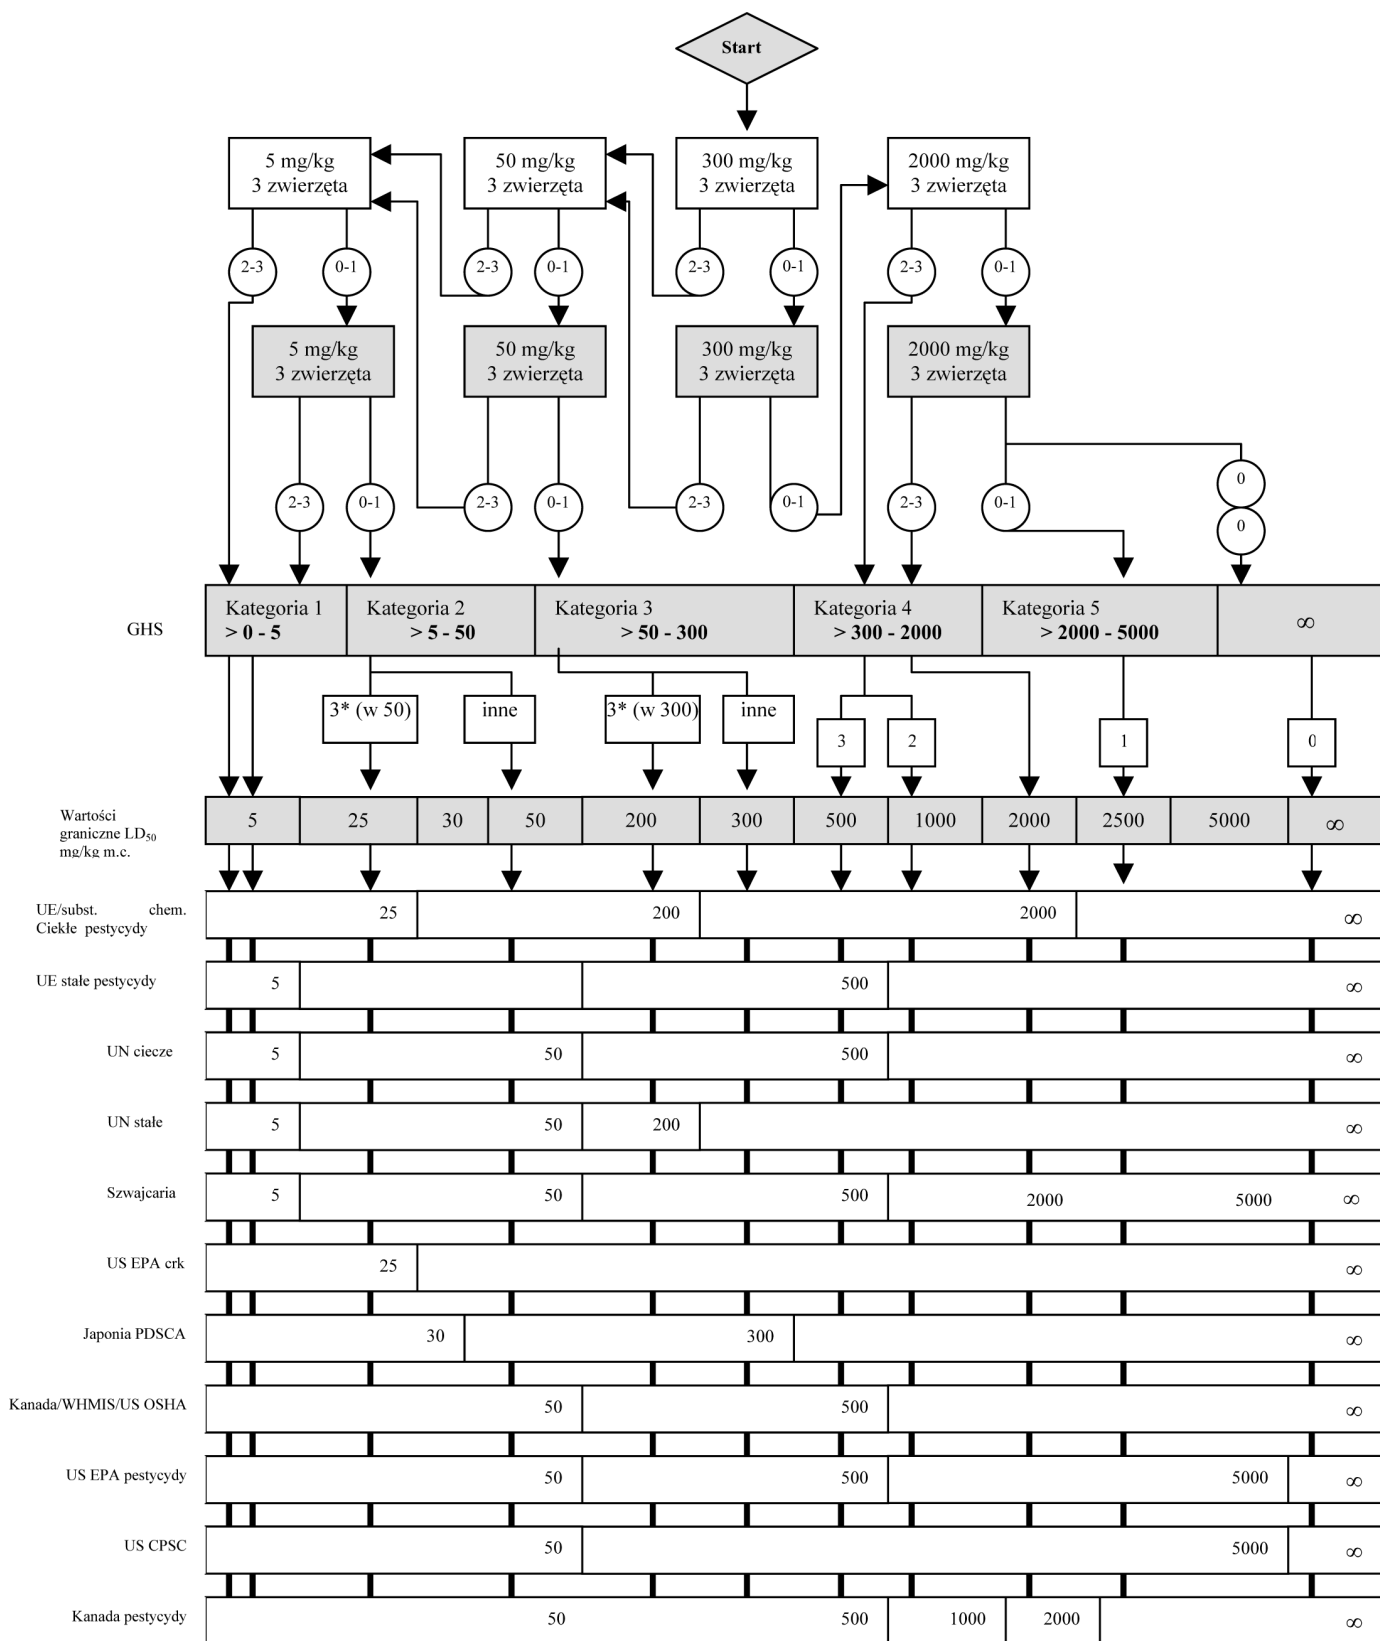 Start
5 mg/kg
3 zwierzęta
50 mg/kg
3 zwierzęta
300 mg/kg
3 zwierzęta
2000 mg/kg
3 zwierzęta
2-3
0-1
2-3
0-1
2-3
0-1
2-3
0-1
5 mg/kg
3 zwierzęta
50 mg/kg
3 zwierzęta
300 mg/kg
3 zwierzęta
2000 mg/kg
3 zwierzęta
2-3
0-1
2-3
0-1
2-3
0-1
2-3
0-1
0
0
GHS
Kategoria 1
> 0 - 5
Kategoria 2
> 5 - 50
Kategoria 3
> 50 - 300
Kategoria 4
> 300 - 2000
Kategoria 5
> 2000 - 5000
∞
3* (w 50)
inne
3* (w 300)
inne
3
2
1
0
Wartości
graniczne LD50
mg/kg m.c.
5
25
30
50
200
300
500
1000
2000
2500
5000
∞
UE/subst. chem.
Ciekłe pestycydy
25
200
2000
∞
UE stałe pestycydy
5
500
∞
UN ciecze
5
50
500
∞
UN stałe
5
50
200
∞
Szwajcaria
5
50
500
2000
5000
∞
US EPA crk
25
∞
Japonia PDSCA
30
300
∞
Kanada/WHMIS/US OSHA
50
500
∞
US EPA pestycydy
50
500
5000
∞
US CPSC
50
5000
∞
Kanada pestycydy
50
500
1000
2000
∞